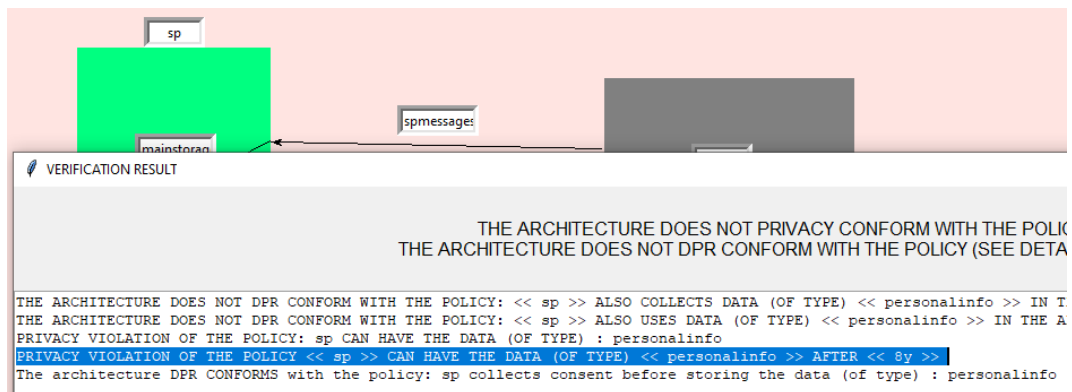 sp
spmessages
mainstorag
VERIFICATION RESULT
THE ARCHITECTURE DOES NOT PRIVACY CONFORM WITH THE POLIC
THE ARCHITECTURE DOES NOT DPR CONFORM WITH THE POLICY (SEE DETA
THE ARCHITECTURE DOES NOT DPR CONFORM WITH THE POLICY: << sp >> ALSO COLLECTS DATA (OF TYPE) << personalinfo >> IN T
THE ARCHITECTURE DOES NOT DPR CONFORM WITH THE POLICY: << sp >> ALSO USES DATA (OF TYPE) << personalinfo >> IN THE A
PRIVACY VIOLATION OF THE POLICY: sp CAN HAVE THE DATA (OF TYPE) : personalinfo
PRIVACY VIOLATION OF THE POLICY << sp >> CAN HAVE THE DATA (OF TYPE) << personalinfo >> AFTER << 8y >>
The architecture DPR CONFORMS with the policy: sp collects consent before storing the data (of type) : personalinfo